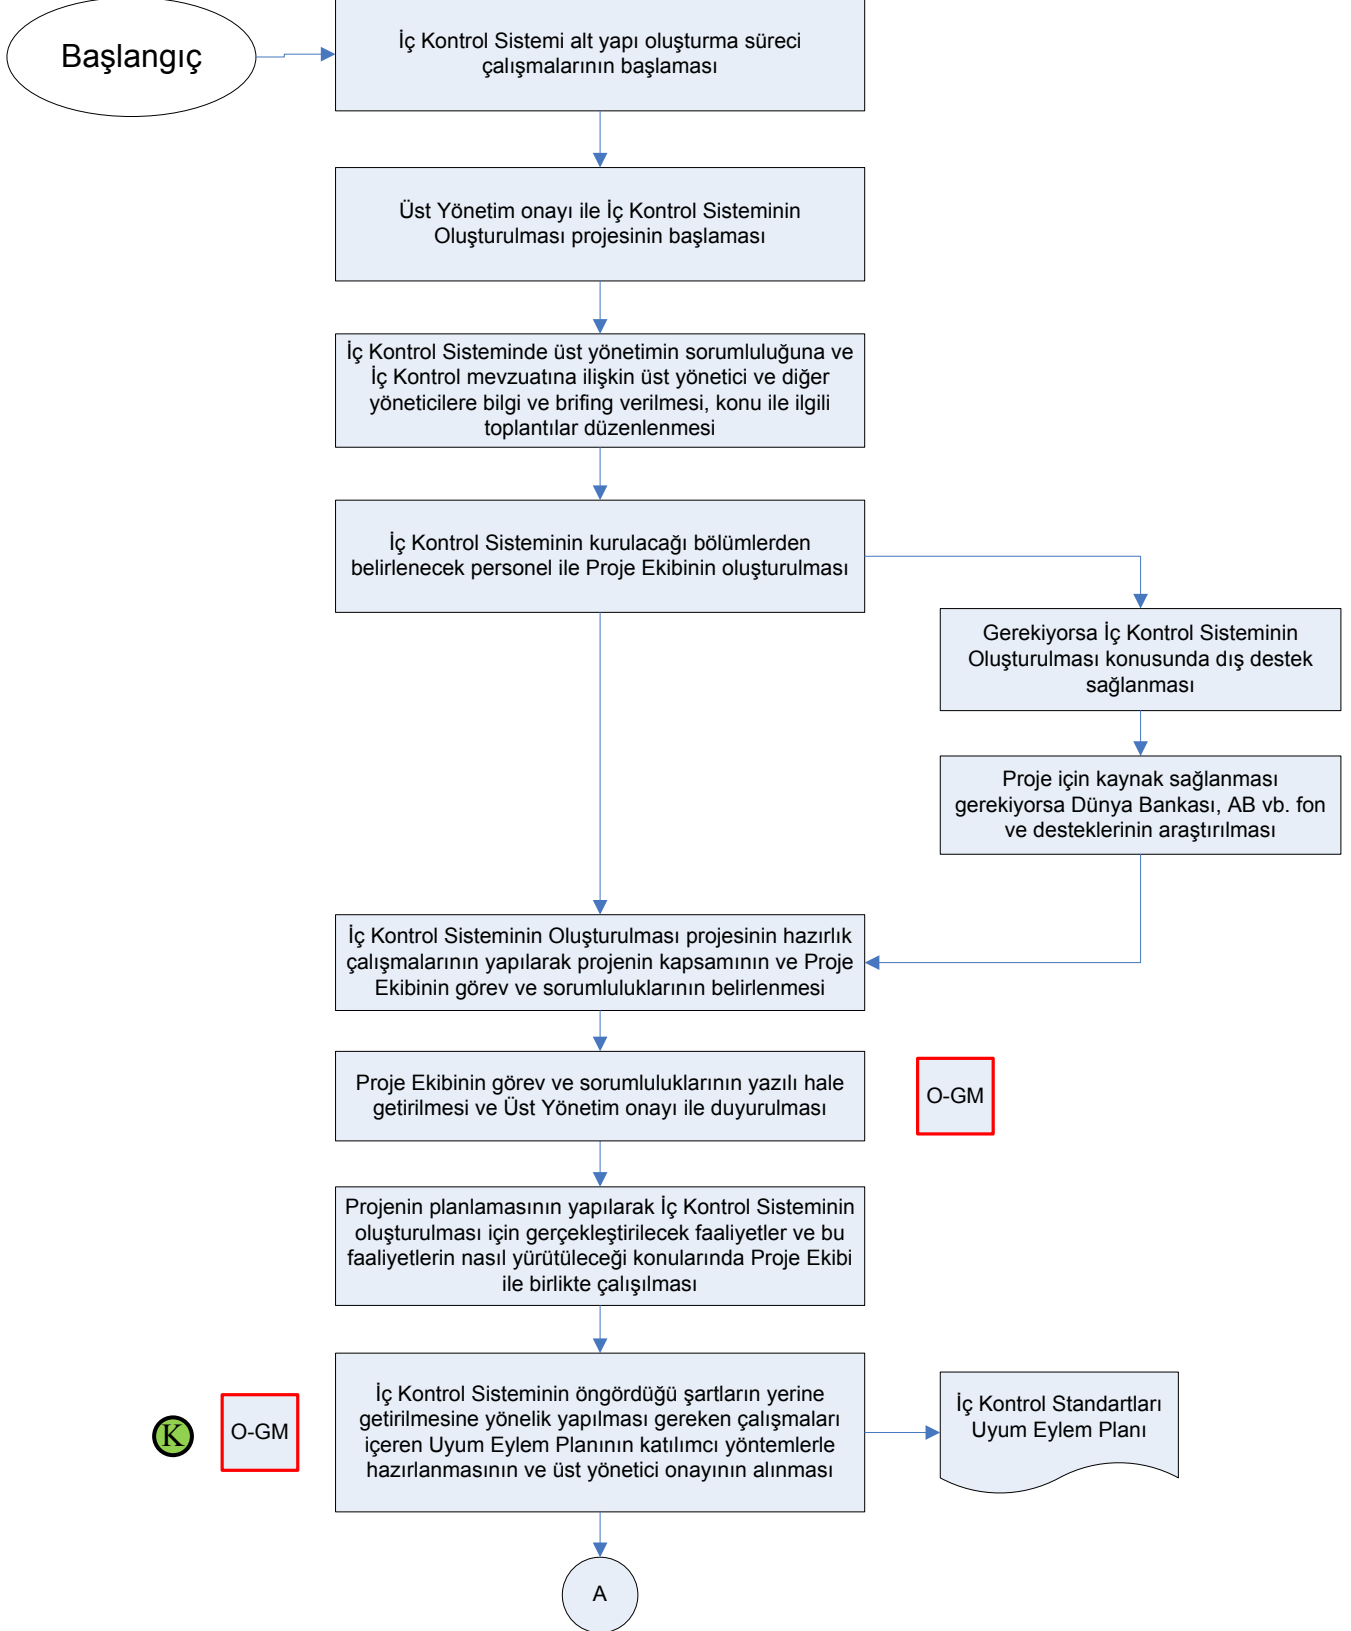 Başlangıç
İç Kontrol Sistemi alt yapı oluşturma süreci
çalışmalarının başlaması
Üst Yönetim onayı ile İç Kontrol Sisteminin
Oluşturulması projesinin başlaması
İç Kontrol Sisteminde üst yönetimin sorumluluğuna ve
İç Kontrol mevzuatına ilişkin üst yönetici ve diğer
yöneticilere bilgi ve brifing verilmesi, konu ile ilgili
toplantılar düzenlenmesi
İç Kontrol Sisteminin kurulacağı bölümlerden
belirlenecek personel ile Proje Ekibinin oluşturulması
Gerekiyorsa İç Kontrol Sisteminin
Oluşturulması konusunda dış destek
sağlanması
Proje için kaynak sağlanması
gerekiyorsa Dünya Bankası, AB vb. fon
ve desteklerinin araştırılması
İç Kontrol Sisteminin Oluşturulması projesinin hazırlık
çalışmalarının yapılarak projenin kapsamının ve Proje
Ekibinin görev ve sorumluluklarının belirlenmesi
Proje Ekibinin görev ve sorumluluklarının yazılı hale
getirilmesi ve Üst Yönetim onayı ile duyurulması
O-GM
Projenin planlamasının yapılarak İç Kontrol Sisteminin
oluşturulması için gerçekleştirilecek faaliyetler ve bu
faaliyetlerin nasıl yürütüleceği konularında Proje Ekibi
ile birlikte çalışılması
K
O-GM
İç Kontrol Sisteminin öngördüğü şartların yerine
getirilmesine yönelik yapılması gereken çalışmaları
içeren Uyum Eylem Planının katılımcı yöntemlerle
hazırlanmasının ve üst yönetici onayının alınması
İç Kontrol Standartları
Uyum Eylem Planı
A